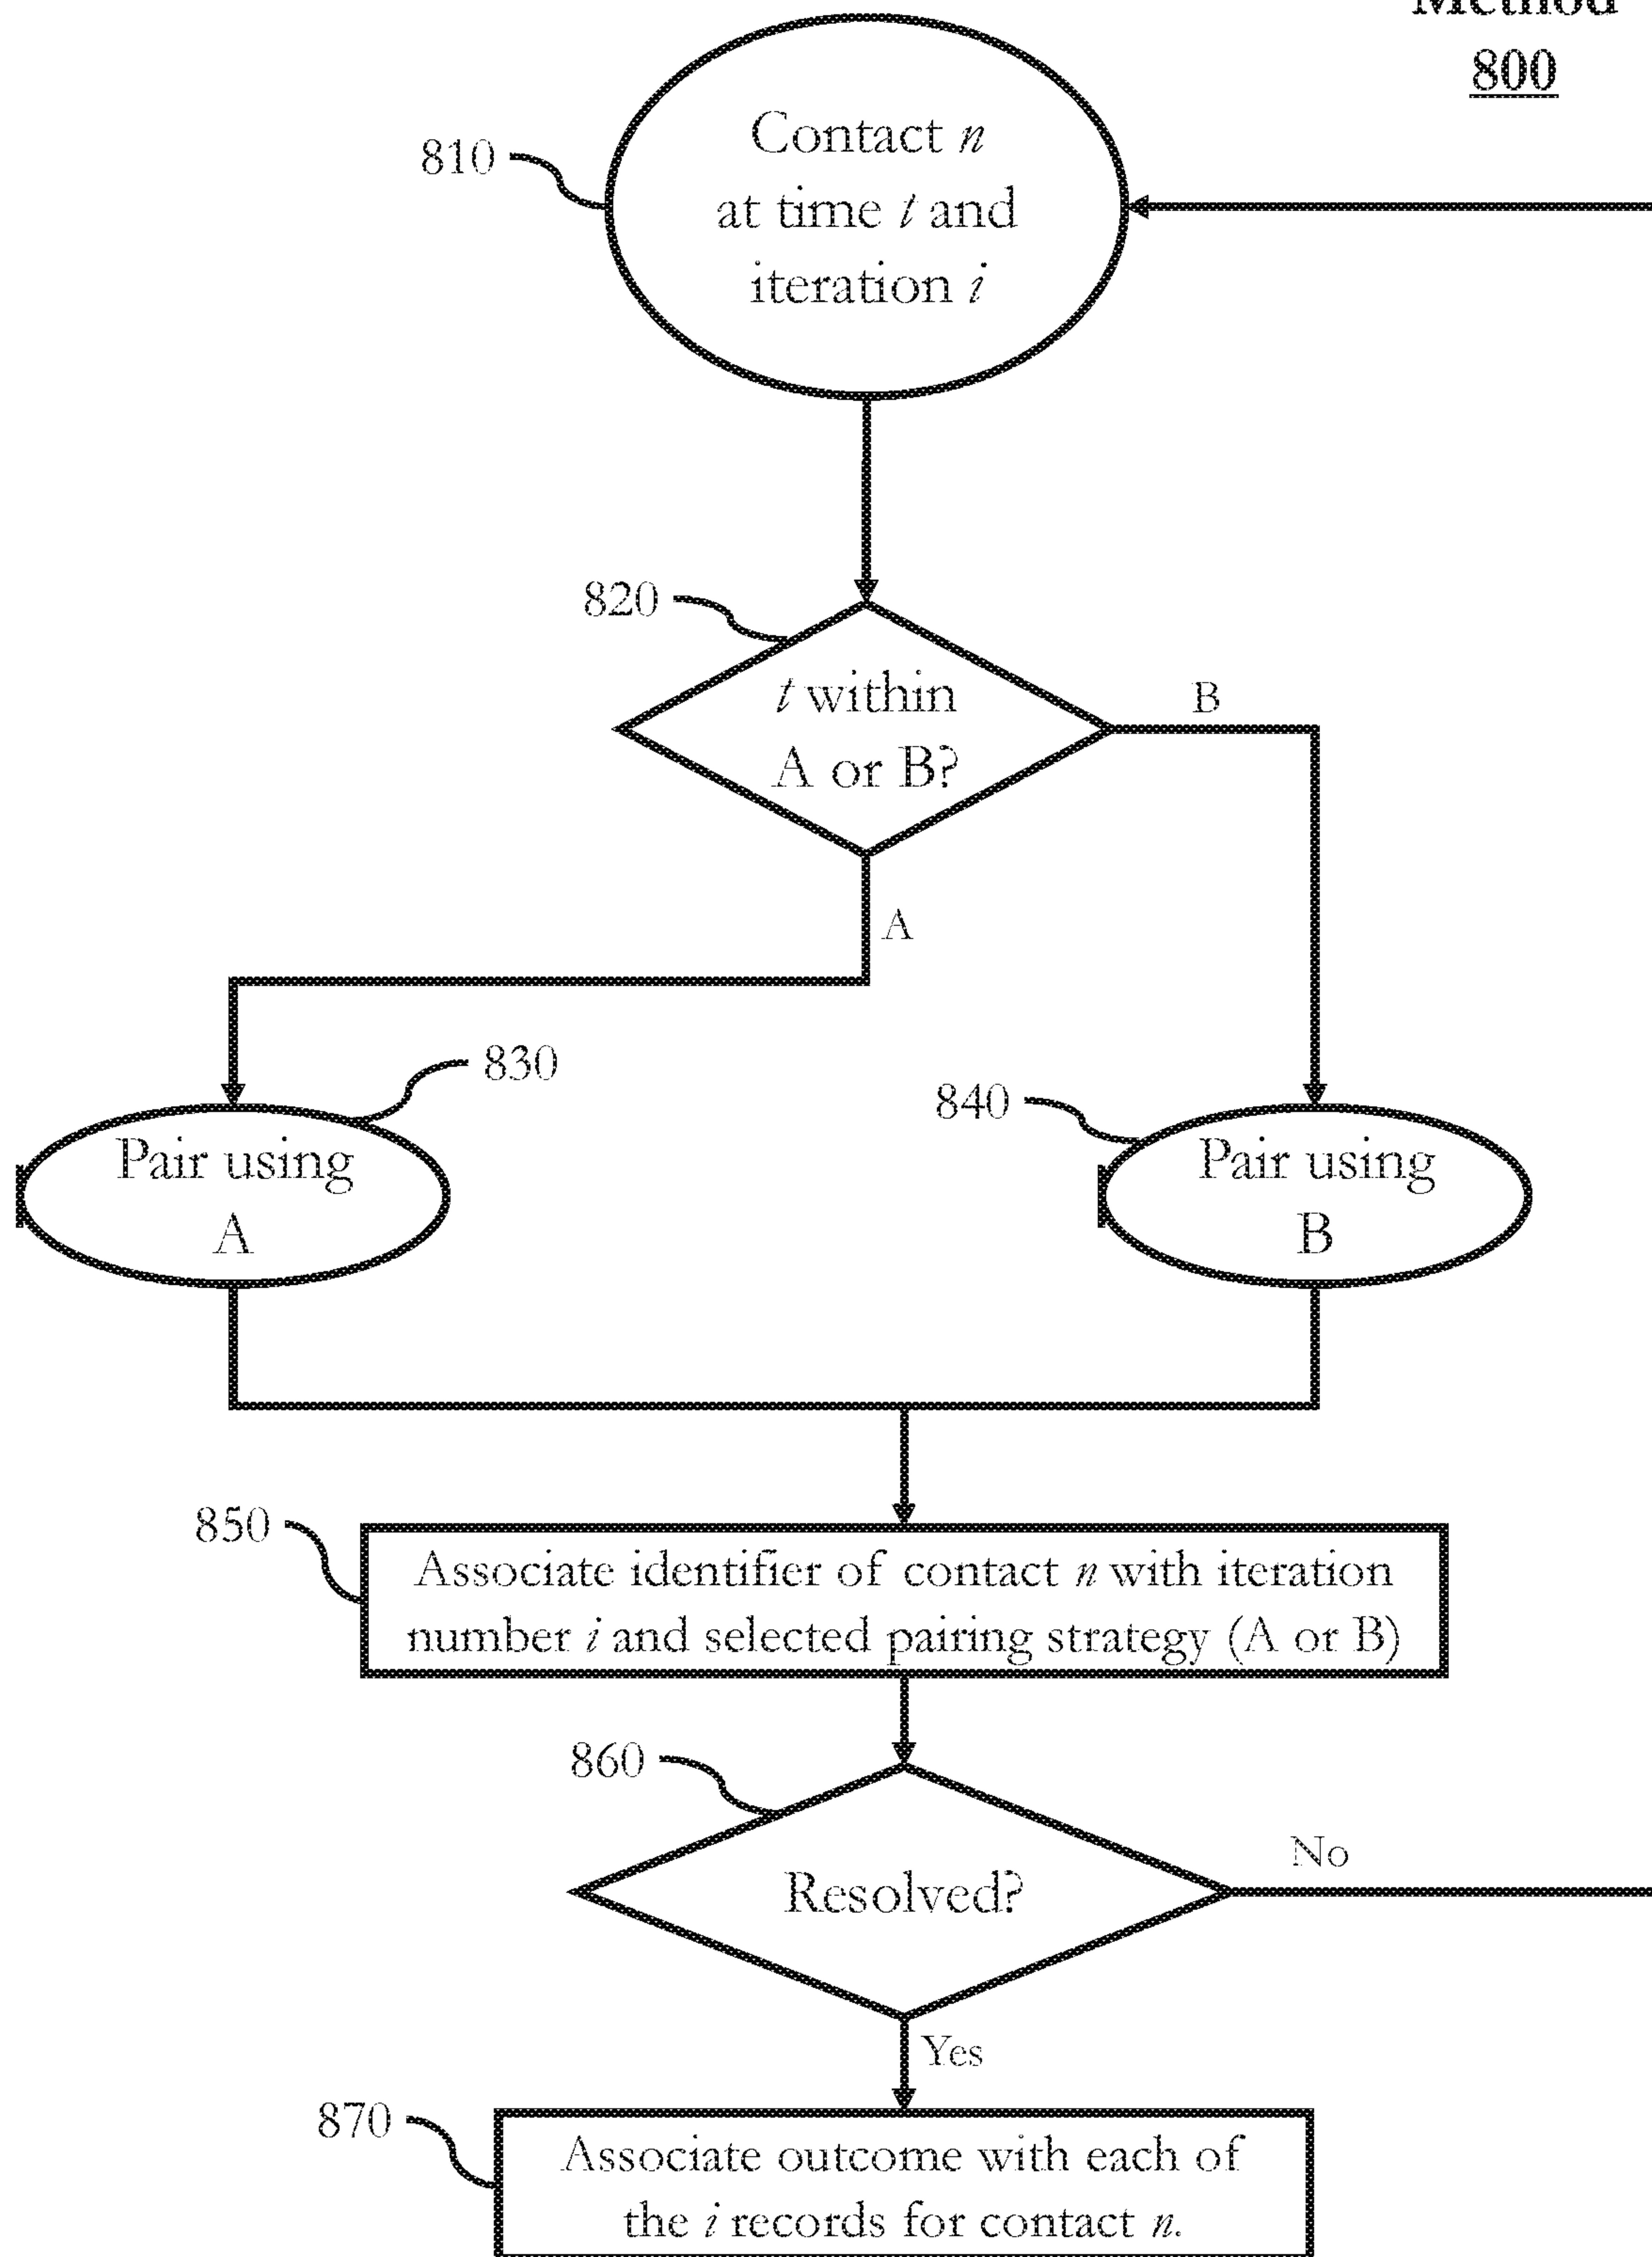 Method
800
810
Contact n
at time t and
iteration i
820
t within
A or B?
B
A
830
840
Pair using
A
Pair using
B
850
Associate identifier of contact n with iteration
number i and selected pairing strategy (A or B)
860
Resolved?
No
Yes
870
Associate outcome with each of
the i records for contact n.